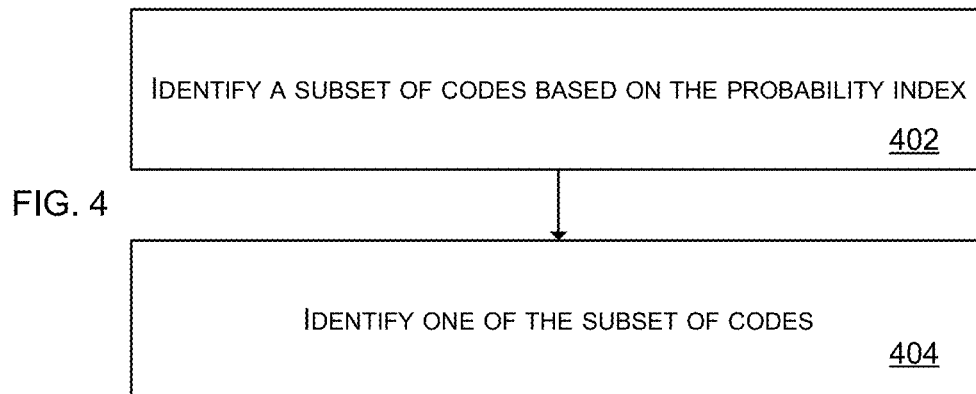 IDENTIFY A SUBSET OF CODES BASED ON THE PROBABILITY INDEX
402
FIG. 4
IDENTIFY ONE OF THE SUBSET OF CODES
404